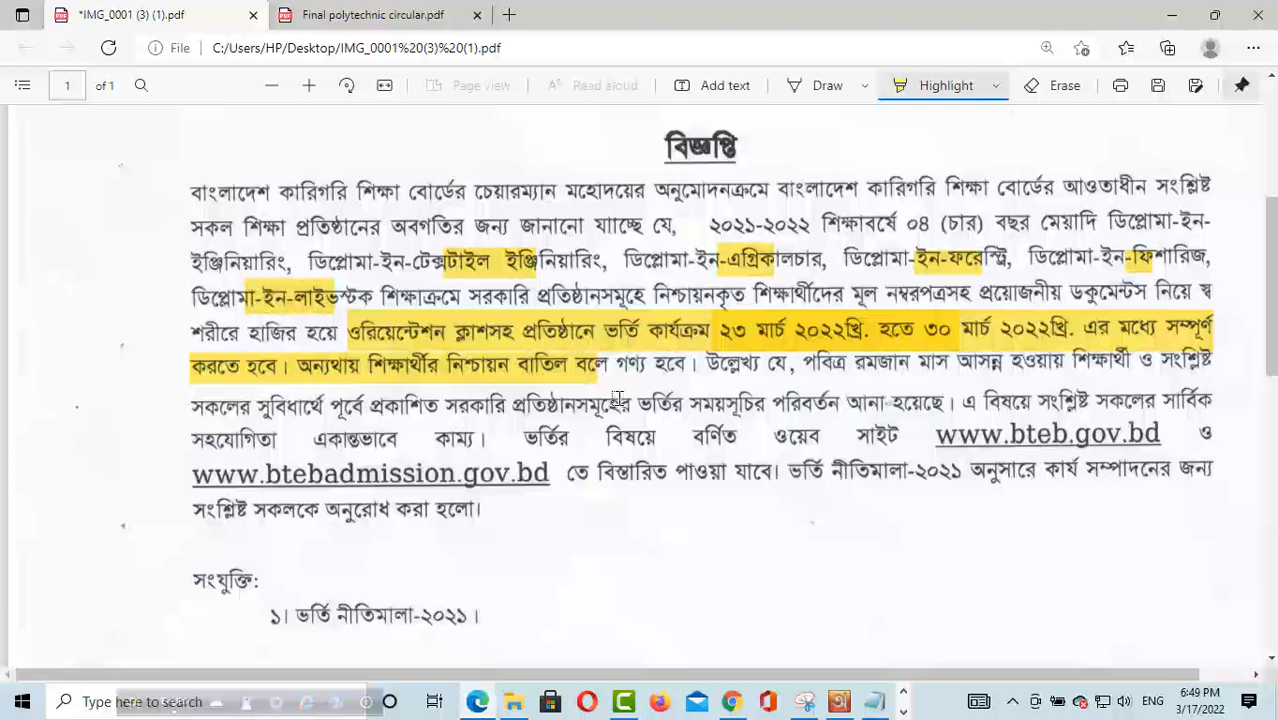 *IMG_0001 (3) (1).pdf
Final polytechnic circular.pdf
File C:/Users/HP/Desktop/IMG_0001%20(3)%20(1).pdf
1 of 1 Page view Read aloud Add text Draw Highlight Erase
বিজ্ঞপ্তি
বাংলাদেশ কারিগরি শিক্ষা বোর্ডের চেয়ারম্যান মহোদয়ের অনুমোদনক্রমে বাংলাদেশ কারিগরি শিক্ষা বোর্ডের আওতাধীন সংশ্লিষ্ট
সকল শিক্ষা প্রতিষ্ঠানের অবগতির জন্য জানানো যাচ্ছে যে, ২০২১-২০২২ শিক্ষাবর্ষে ০৪ (চার) বছর মেয়াদি ডিপ্লোমা-ইন-
ইঞ্জিনিয়ারিং, ডিপ্লোমা-ইন-টেক্সটাইল ইঞ্জিনিয়ারিং, ডিপ্লোমা-ইন-এগ্রিকালচার, ডিপ্লোমা-ইন-ফরেস্ট্রি, ডিপ্লোমা-ইন-ফিশারিজ,
ডিপ্লোমা-ইন-লাইভস্টক শিক্ষাক্রমে সরকারি প্রতিষ্ঠানসমূহে নিশ্চায়নকৃত শিক্ষার্থীদের মূল নম্বরপত্রসহ প্রয়োজনীয় ডকুমেন্টস নিয়ে স্ব
শরীরে হাজির হয়ে ওরিয়েন্টেশন ক্লাশসহ প্রতিষ্ঠানে ভর্তি কার্যক্রম ২৩ মার্চ ২০২২খ্রি. হতে ৩০ মার্চ ২০২২খ্রি. এর মধ্যে সম্পূর্ণ
করতে হবে। অন্যথায় শিক্ষার্থীর নিশ্চায়ন বাতিল বলে গণ্য হবে। উল্লেখ্য যে, পবিত্র রমজান মাস আসন্ন হওয়ায় শিক্ষার্থী ও সংশ্লিষ্ট
সকলের সুবিধার্থে পূর্বে প্রকাশিত সরকারি প্রতিষ্ঠানসমূহের ভর্তির সময়সূচির পরিবর্তন আনা হয়েছে। এ বিষয়ে সংশ্লিষ্ট সকলের সার্বিক
সহযোগিতা একান্তভাবে কাম্য। ভর্তির বিষয়ে বর্ণিত ওয়েব সাইট www.bteb.gov.bd ও
www.btebadmission.gov.bd তে বিস্তারিত পাওয়া যাবে। ভর্তি নীতিমালা-২০২১ অনুসারে কার্য সম্পাদনের জন্য
সংশ্লিষ্ট সকলকে অনুরোধ করা হলো।
সংযুক্তি:
১। ভর্তি নীতিমালা-২০২১।
Type here to search
ENG
6:49 PM
3/17/2022